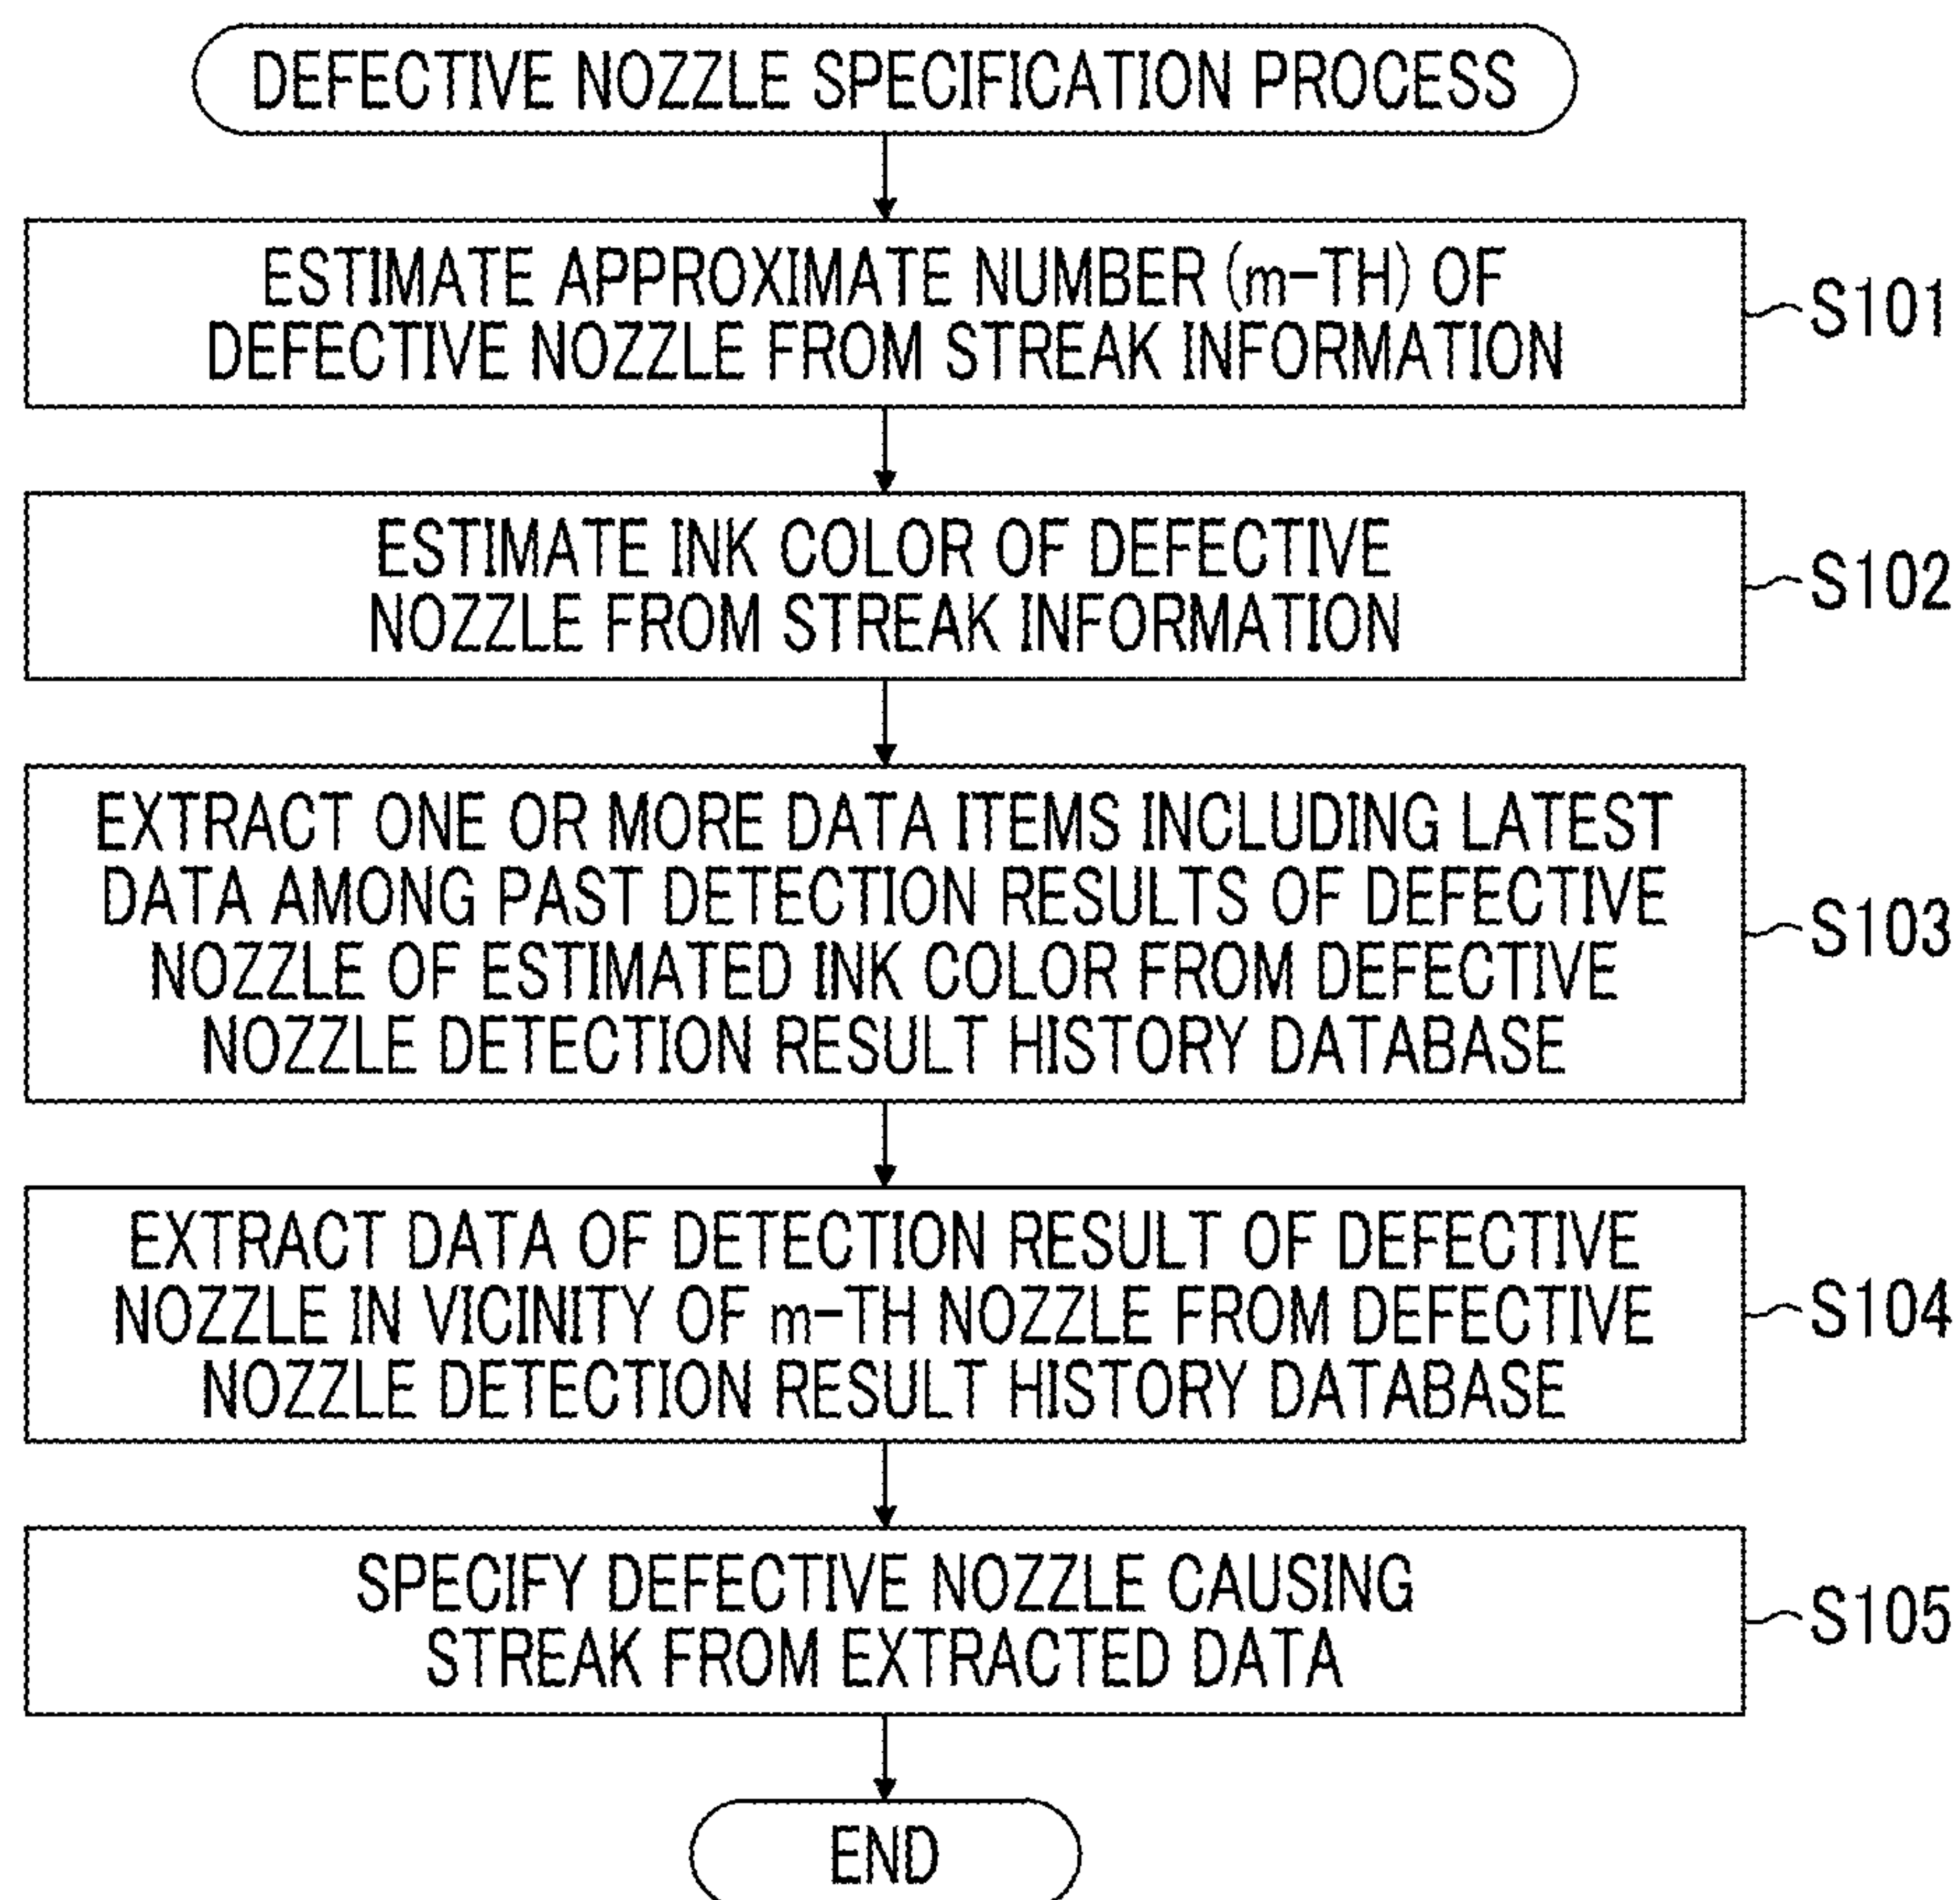 DEFECTIVE NOZZLE SPECIFICATION PROCESS
ESTIMATE APPROXIMATE NUMBER (m-TH) OF
DEFECTIVE NOZZLE FROM STREAK INFORMATION
S101
ESTIMATE INK COLOR OF DEFECTIVE
NOZZLE FROM STREAK INFORMATION
S102
EXTRACT ONE OR MORE DATA ITEMS INCLUDING LATEST
DATA AMONG PAST DETECTION RESULTS OF DEFECTIVE
NOZZLE OF ESTIMATED INK COLOR FROM DEFECTIVE
NOZZLE DETECTION RESULT HISTORY DATABASE
S103
EXTRACT DATA OF DETECTION RESULT OF DEFECTIVE
NOZZLE IN VICINITY OF m-TH NOZZLE FROM DEFECTIVE
NOZZLE DETECTION RESULT HISTORY DATABASE
S104
SPECIFY DEFECTIVE NOZZLE CAUSING
STREAK FROM EXTRACTED DATA
S105
END